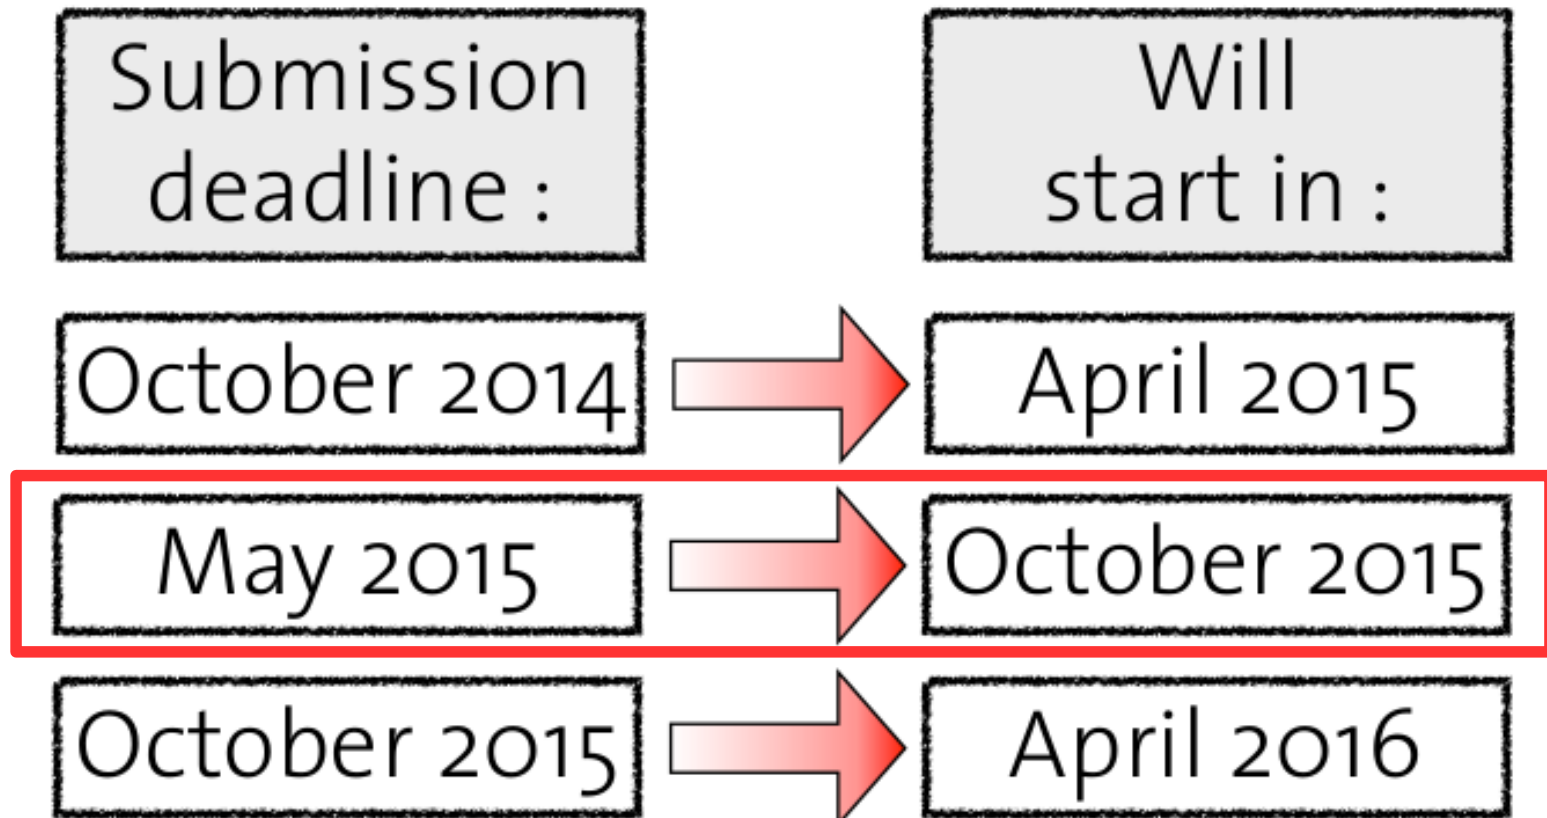 Submission
deadline :
Will
start in :
October 2014
April 2015
May 2015
October 2015
October 2015
April 2016